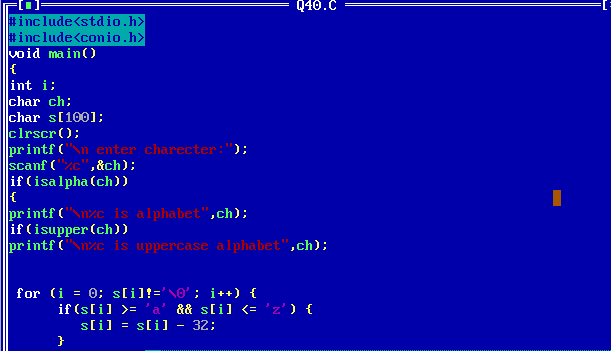 [■] Q40.C [
#include<stdio.h>
#include<conio.h>
void main()
{
int i;
char ch;
char s[100];
clrscr();
printf("\n enter charecter:");
scanf("%c",&ch);
if(isalpha(ch))
{
printf("\n%c is alphabet",ch);
if(isupper(ch))
printf("\n%c is uppercase alphabet",ch);
for (i = 0; s[i]!='\0'; i++) {
if(s[i] >= 'a' && s[i] <= 'z') {
s[i] = s[i] - 32;
}